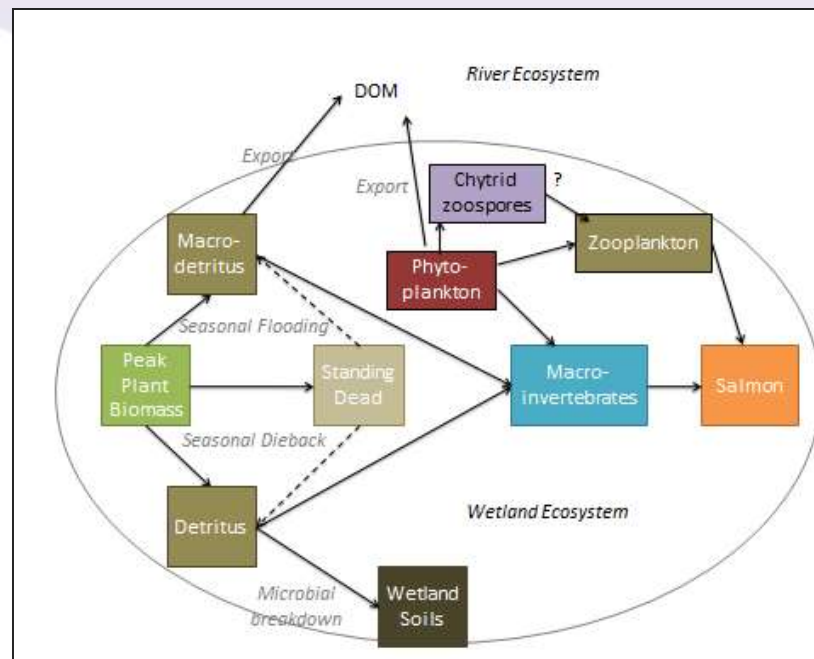 River Ecosystem
DOM
Export
Export
Chytrid
zoospores
?
Macro-
detritus
Phyto-
plankton
Zooplankton
Seasonal Flooding
Peak
Plant
Biomass
Standing
Dead
Macro-
invertebrates
Salmon
Seasonal Dieback
Detritus
Wetland Ecosystem
Microbial
breakdown
Wetland
Soils